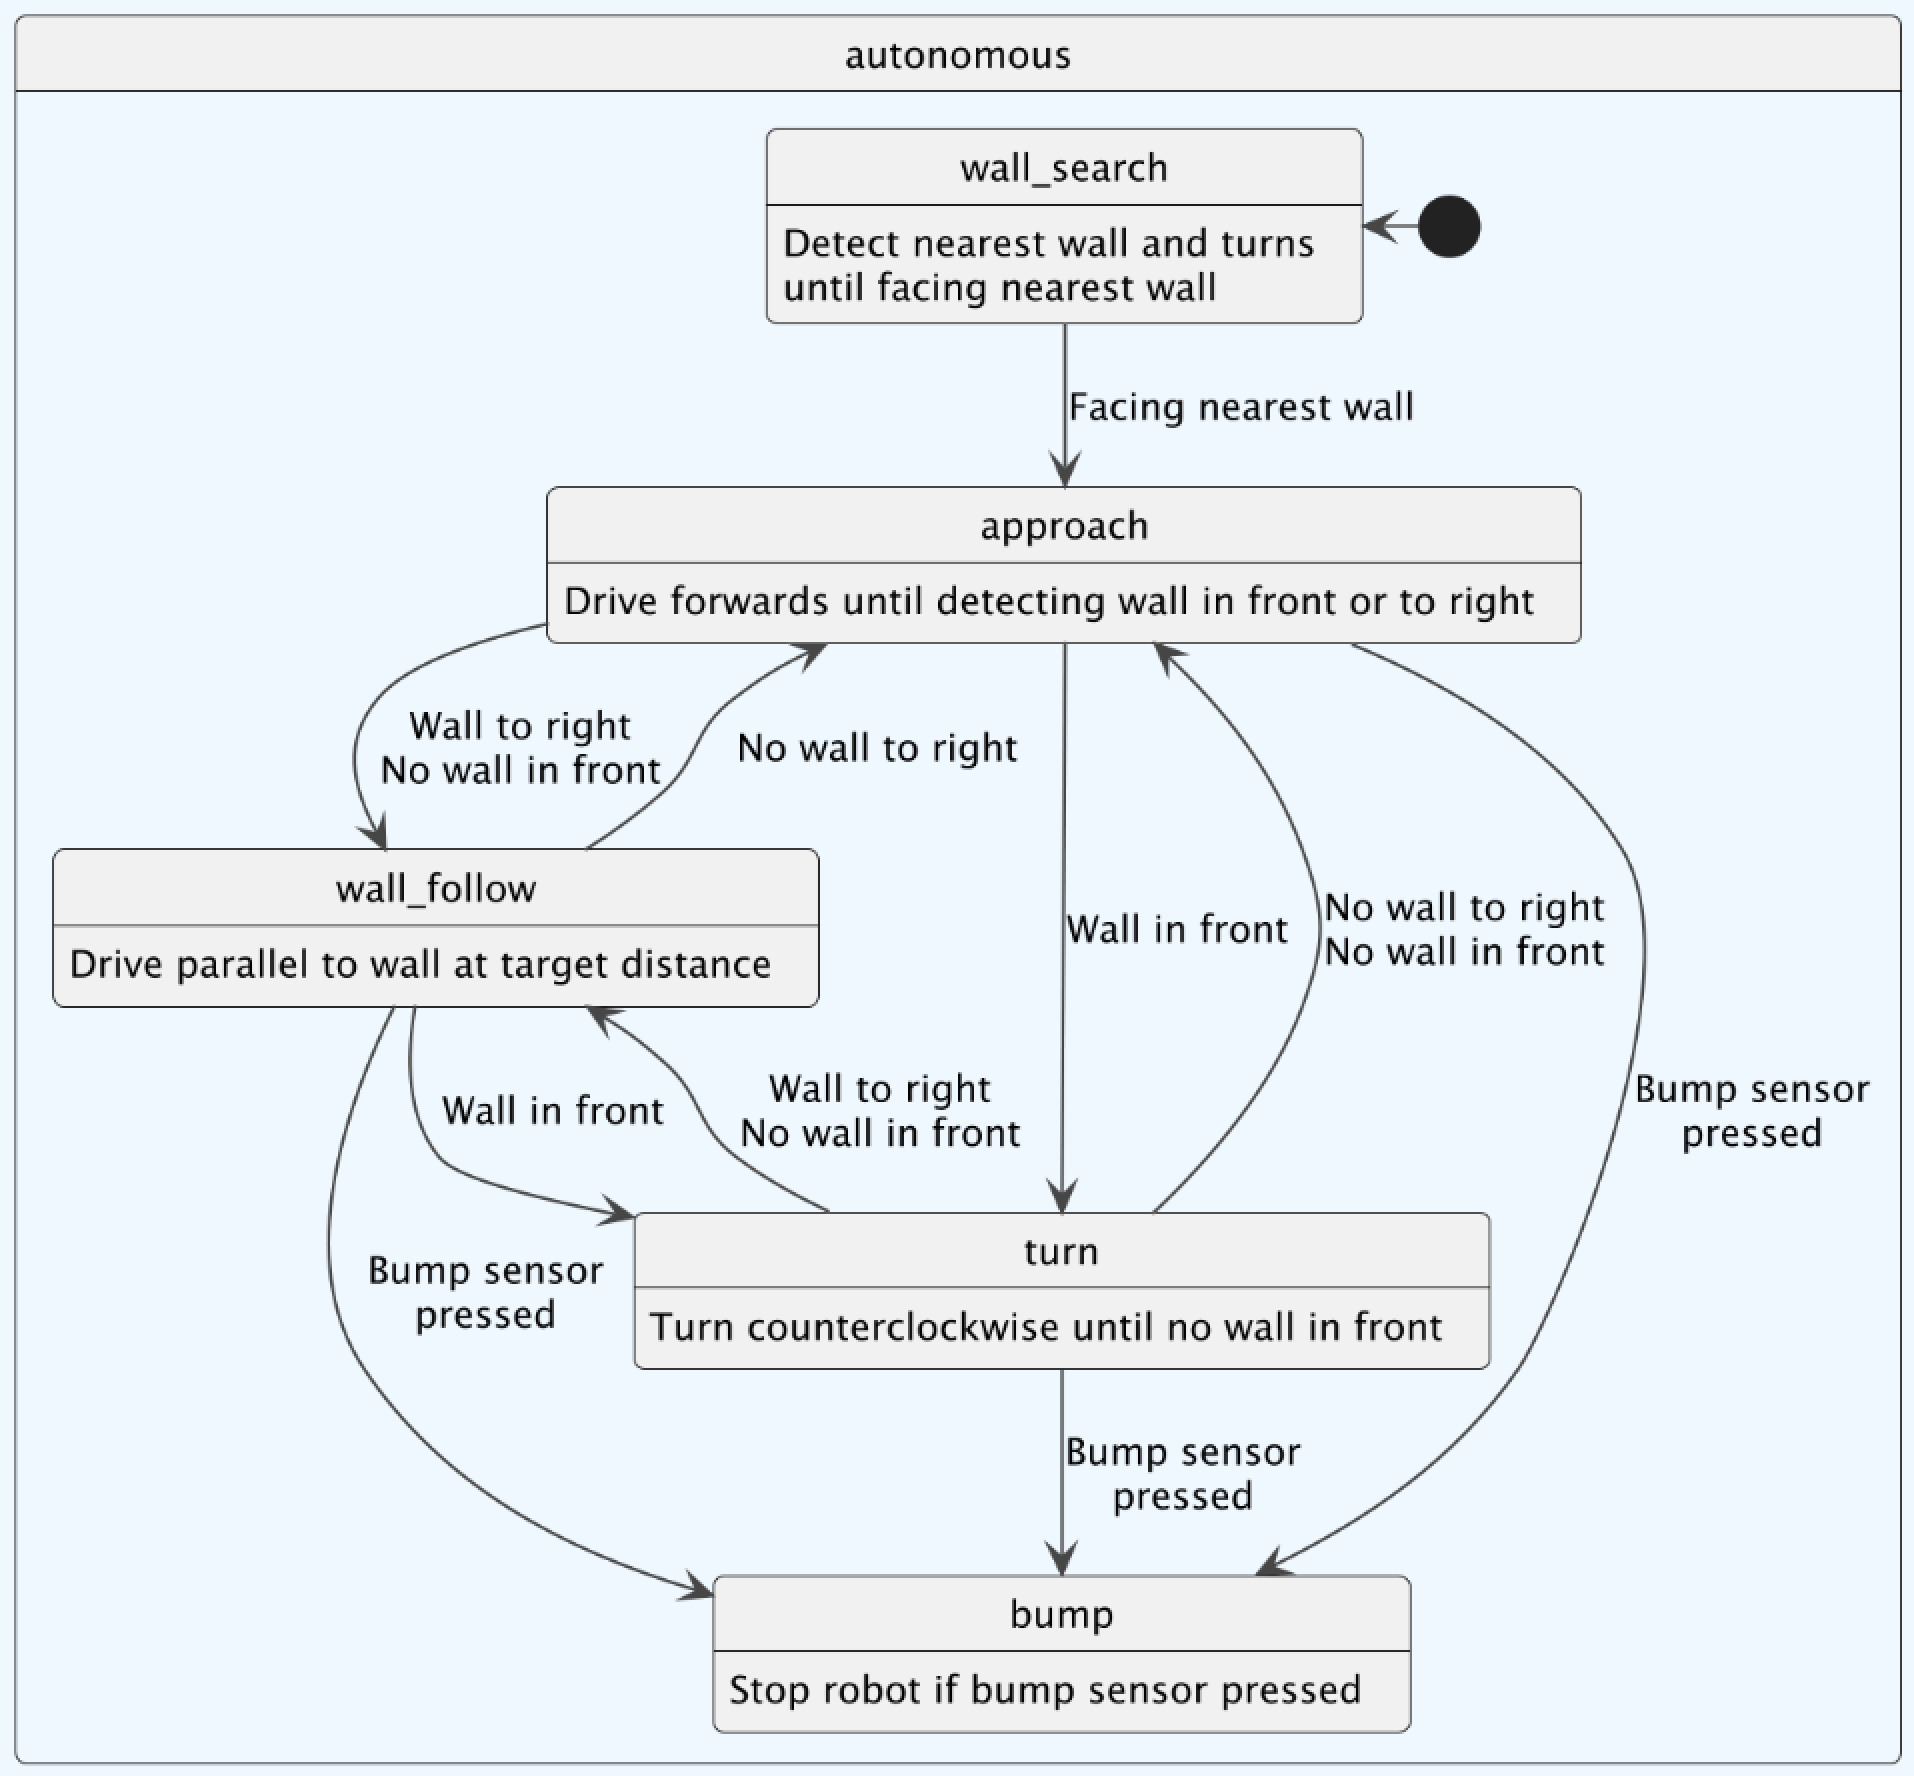 autonomous
wall_search
Detect nearest wall and turns
until facing nearest wall
Facing nearest wall
approach
Drive forwards until detecting wall in front or to right
Wall to right
No wall in front
No wall to right
wall_follow
Drive parallel to wall at target distance
Wall in front
No wall to right
No wall in front
Wall in front
Wall to right
No wall in front
Bump sensor
pressed
turn
Turn counterclockwise until no wall in front
Bump sensor
pressed
Bump sensor
pressed
bump
Stop robot if bump sensor pressed